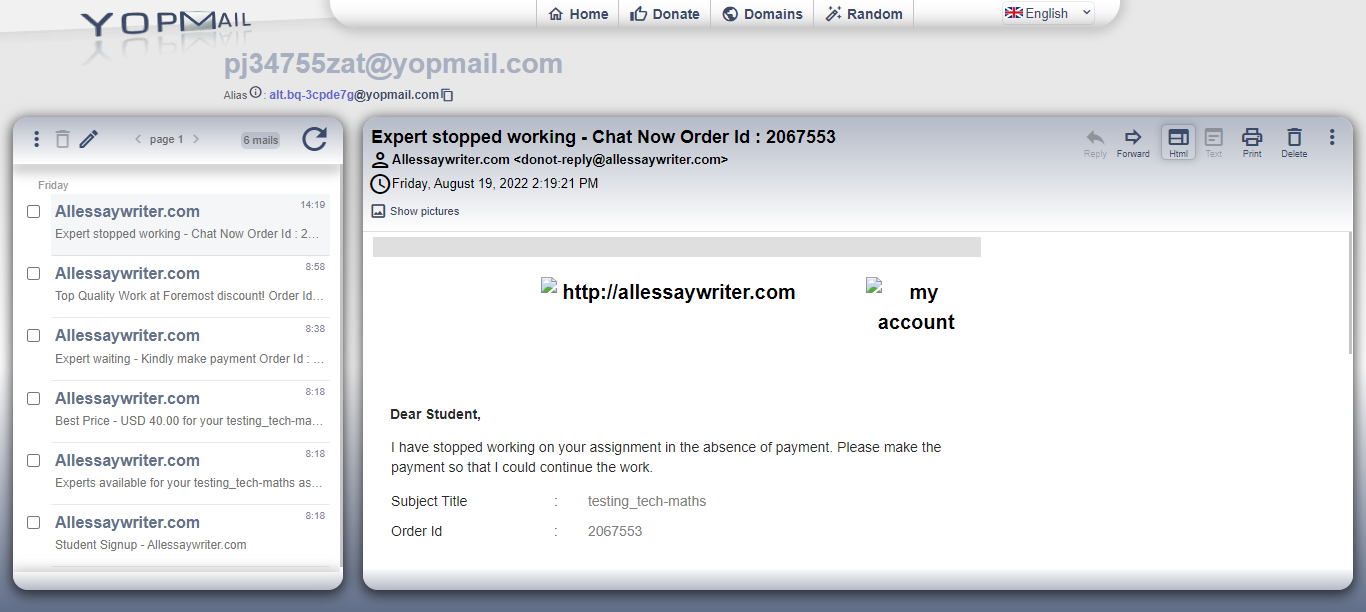 YOPMAIL
Home
Donate
Domains
Random
English
pj34755zat@yopmail.com
Alias : alt.bq-3cpde7g@yopmail.com
page 1
6 mails
Friday
Allessaywriter.com 14:19
Expert stopped working - Chat Now Order Id : 2...
Allessaywriter.com 8:58
Top Quality Work at Foremost discount! Order Id...
Allessaywriter.com 8:38
Expert waiting - Kindly make payment Order Id : ...
Allessaywriter.com 8:18
Best Price - USD 40.00 for your testing_tech-ma...
Allessaywriter.com 8:18
Experts available for your testing_tech-maths as...
Allessaywriter.com 8:18
Student Signup - Allessaywriter.com
Expert stopped working - Chat Now Order Id : 2067553
Allessaywriter.com <donot-reply@allessaywriter.com>
Friday, August 19, 2022 2:19:21 PM
Show pictures
Reply
Forward
Html
Text
Print
Delete
http://allessaywriter.com
my
account
Dear Student,
I have stopped working on your assignment in the absence of payment. Please make the
payment so that I could continue the work.
Subject Title : testing_tech-maths
Order Id : 2067553